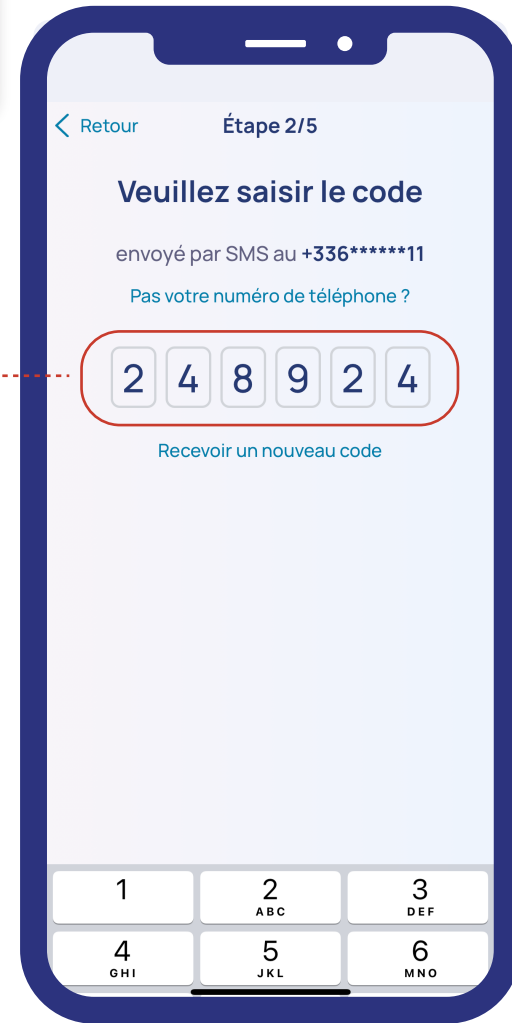 Retour
Étape 2/5
Veuillez saisir le code
envoyé par SMS au +336******11
Pas votre numéro de téléphone ?
2 4 8 9 2 4
Recevoir un nouveau code
1 2 3
ABC DEF
4 5 6
GHI JKL MNO